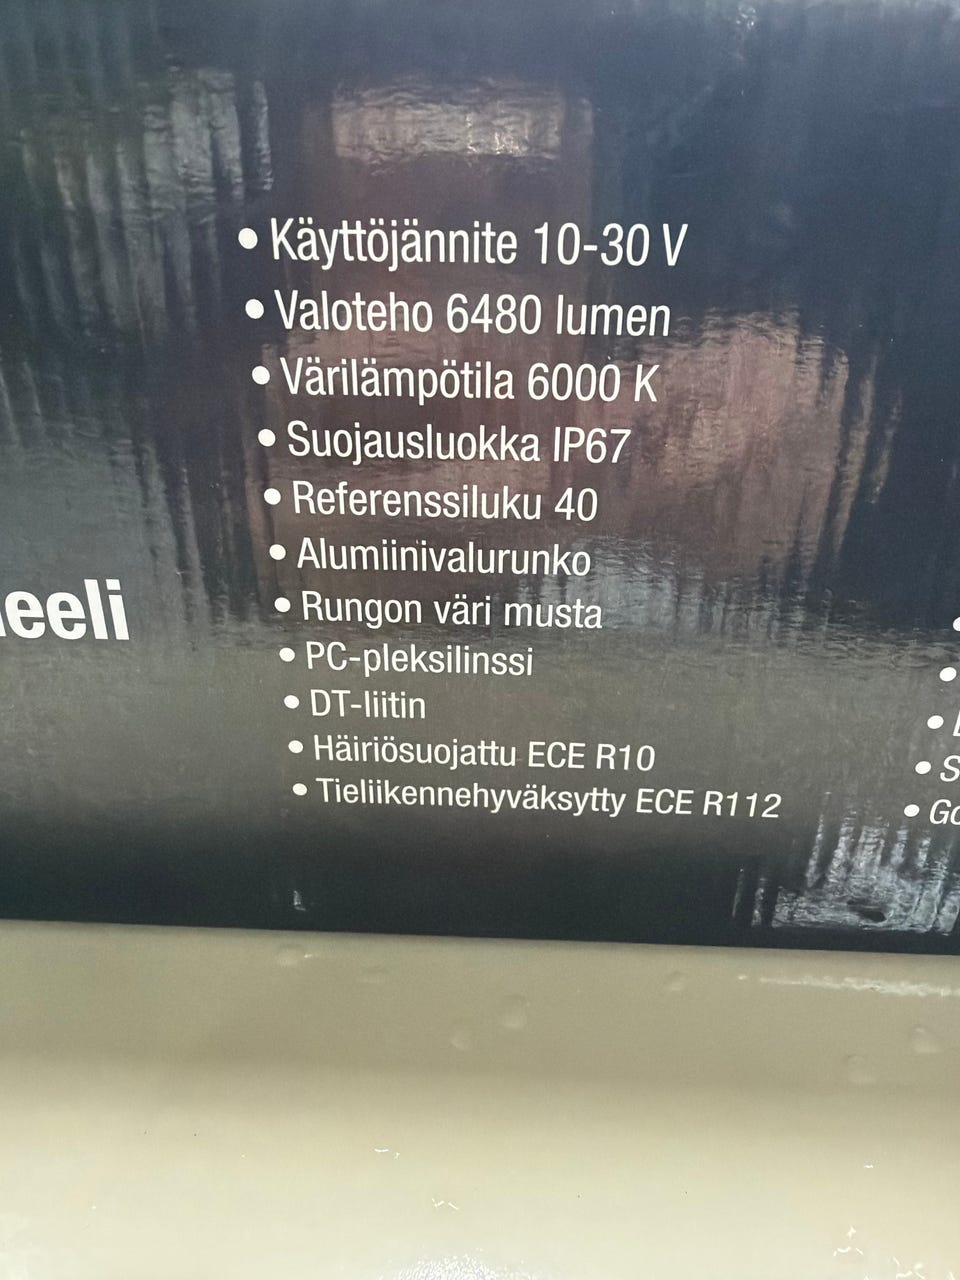 • Käyttöjännite 10-30 V
• Valoteho 6480 lumen
• Värilämpötila 6000 K
• Suojausluokka IP67
• Referenssiluku 40
• Alumiinivalurunko
• Rungon väri musta
• PC-pleksilinssi
• DT-liitin
• Häiriösuojattu ECE R10
• Tieliikennehyväksytty ECE R112